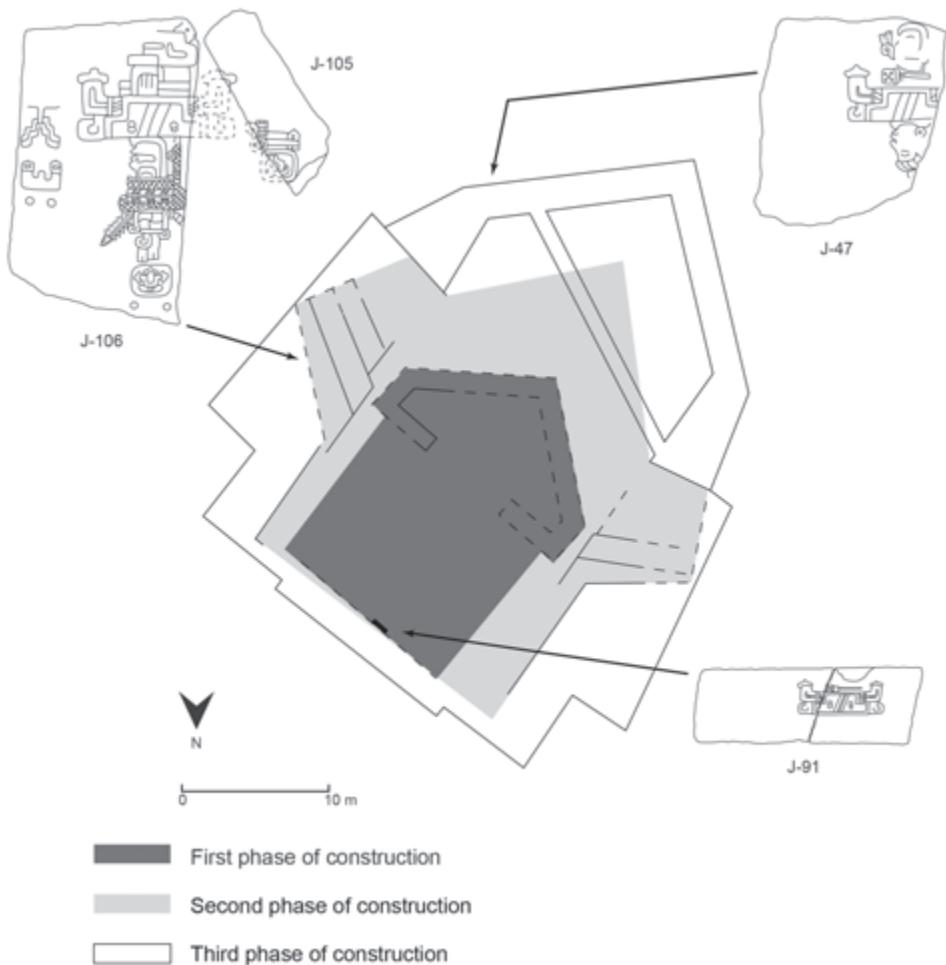 J-105
J-47
J-106
J-91
N
0 10 m
First phase of construction
Second phase of construction
Third phase of construction